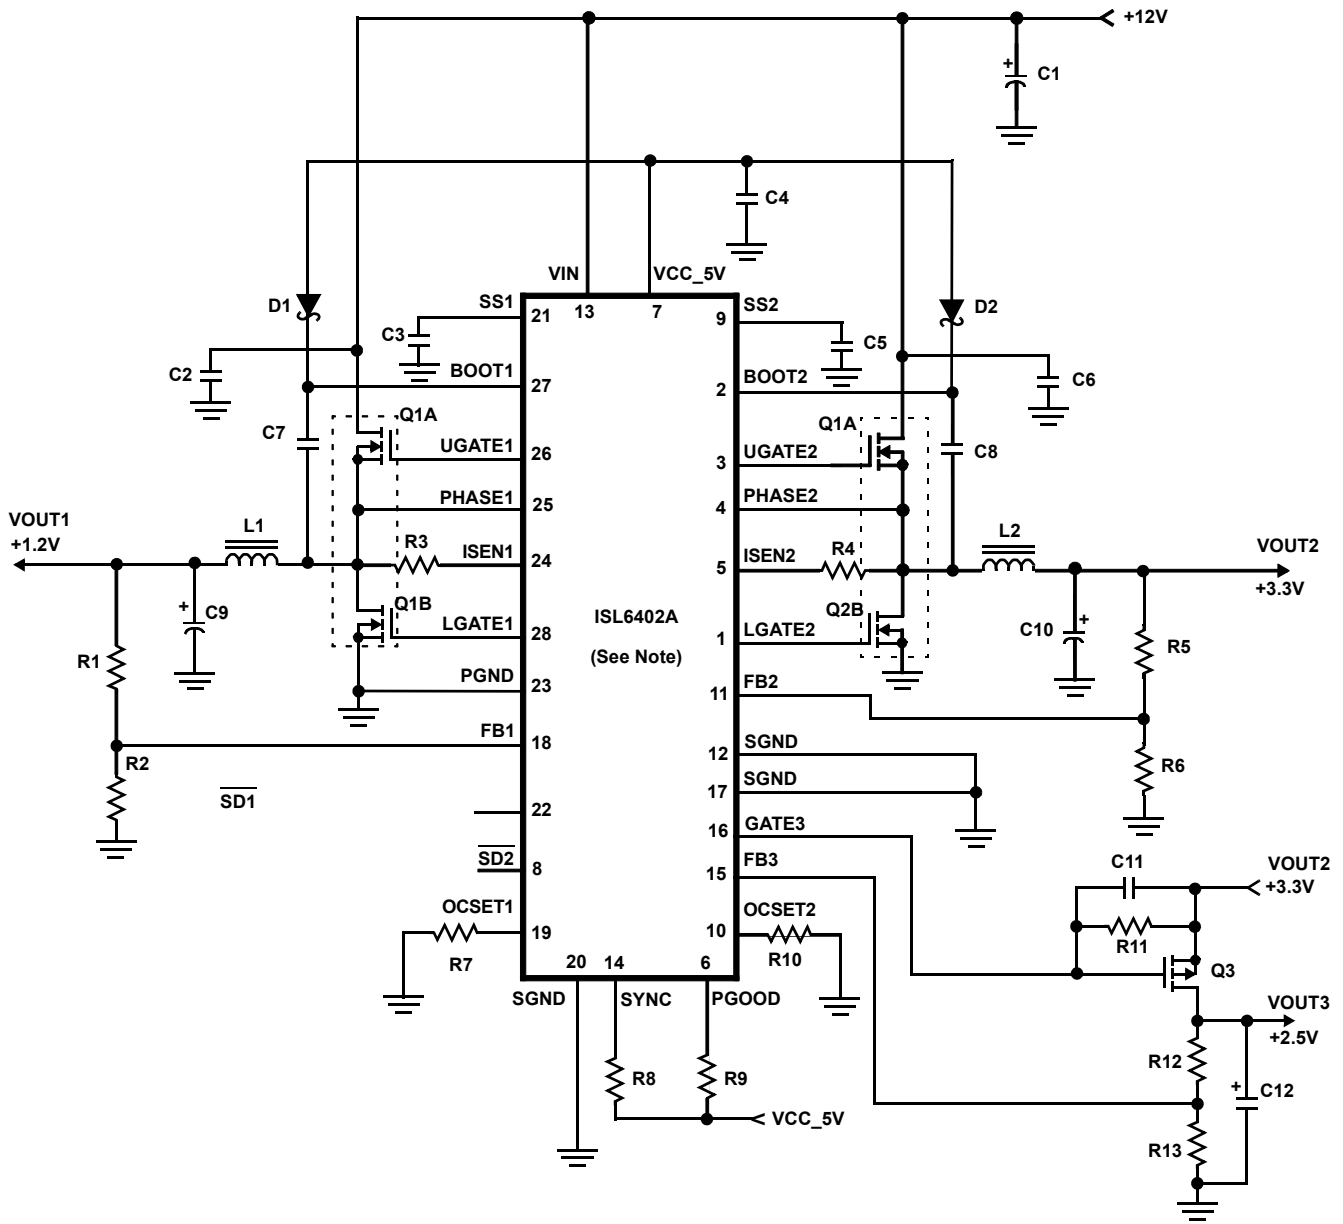 +12V
+
C1
C4
VIN
VCC_5V
D1
SS1
21
13
7
9
SS2
D2
C3
C5
C2
BOOT1
27
2
BOOT2
C6
Q1A
Q1A
C7
UGATE1
26
3
UGATE2
C8
PHASE1
25
4
PHASE2
VOUT1
+1.2V
L1
R3
ISEN1
24
5
ISEN2
R4
L2
VOUT2
+3.3V
+
C9
Q1B
LGATE1
28
ISL6402A
(See Note)
1
LGATE2
Q2B
C10
+
R5
R1
PGND
23
11
FB2
FB1
18
12
SGND
R2
R6
SD1
17
SGND
22
16
GATE3
SD2
8
15
FB3
C11
VOUT2
+3.3V
OCSET1
19
10
OCSET2
R7
R10
R11
Q3
20
14
6
SGND
SYNC
PGOOD
VOUT3
+2.5V
R8
R9
R12
+
C12
VCC_5V
R13